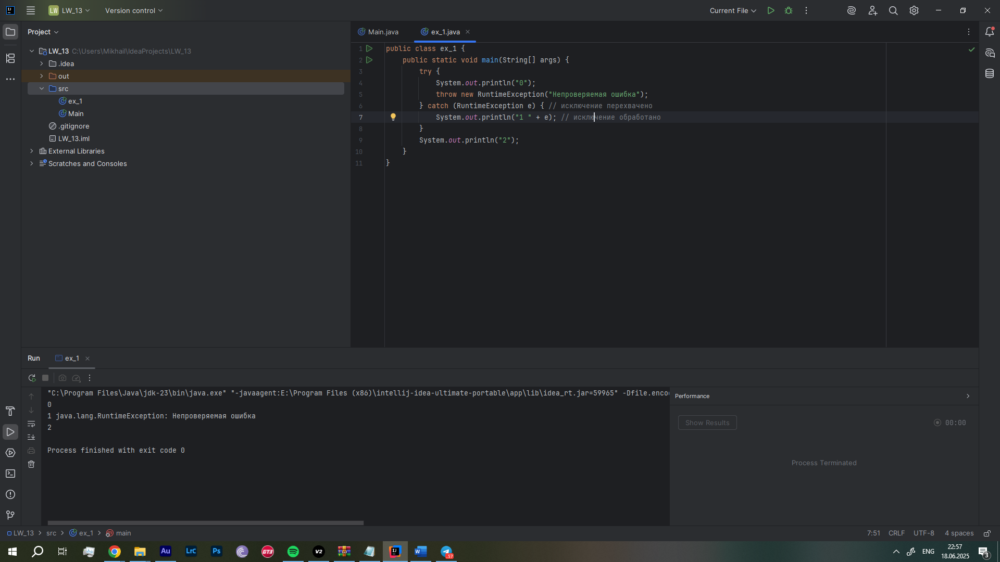 LW LW_13 Version control Current File
Project
Main.java ex_1.java
LW_13 C:\Users\Mikhail\IdeaProjects\LW_13
.idea
out
src
ex_1
Main
.gitignore
LW_13.iml
External Libraries
Scratches and Consoles
1 public class ex_1 {
2 public static void main(String[] args) {
3 try {
4 System.out.println("0");
5 throw new RuntimeException("Непроверяемая ошибка");
6 } catch (RuntimeException e) { // исключение перехвачено
7 System.out.println("1 " + e); // исключение обработано
8 }
9 System.out.println("2");
10 }
11 }
Run ex_1
"C:\Program Files\Java\jdk-23\bin\java.exe" "-javaagent:E:\Program Files (x86)\intellij-idea-ultimate-portable\app\lib\idea_rt.jar=59965" -Dfile.enco
0
1 java.lang.RuntimeException: Непроверяемая ошибка
2
Process finished with exit code 0
Performance
Show Results 00:00
Process Terminated
LW_13 src ex_1 main 7:51 CRLF UTF-8 4 spaces
Au LrC Ps GT3 V2 IJ W 57 ENG 22:57
18.06.2025 3